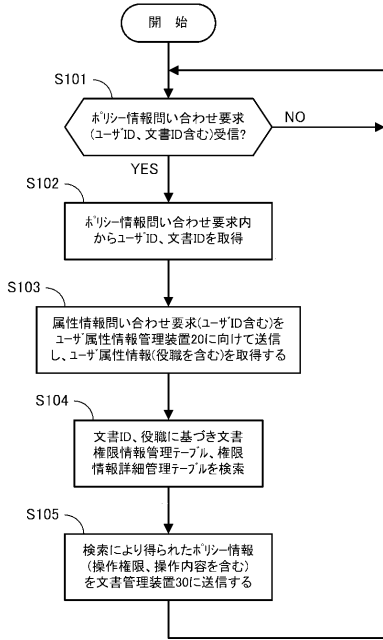 開 始
S101
ポリシー情報問い合わせ要求
(ユーザID、文書ID含む)受信?
NO
YES
S102
ポリシー情報問い合わせ要求内
からユーザID、文書IDを取得
S103
属性情報問い合わせ要求(ユーザID含む)を
ユーザ属性情報管理装置20に向けて送信
し、ユーザ属性情報(役職を含む)を取得する
S104
文書ID、役職に基づき文書
権限情報管理テーブル、権限
情報詳細管理テーブルを検索
S105
検索により得られたポリシー情報
(操作権限、操作内容を含む)
を文書管理装置30に送信する